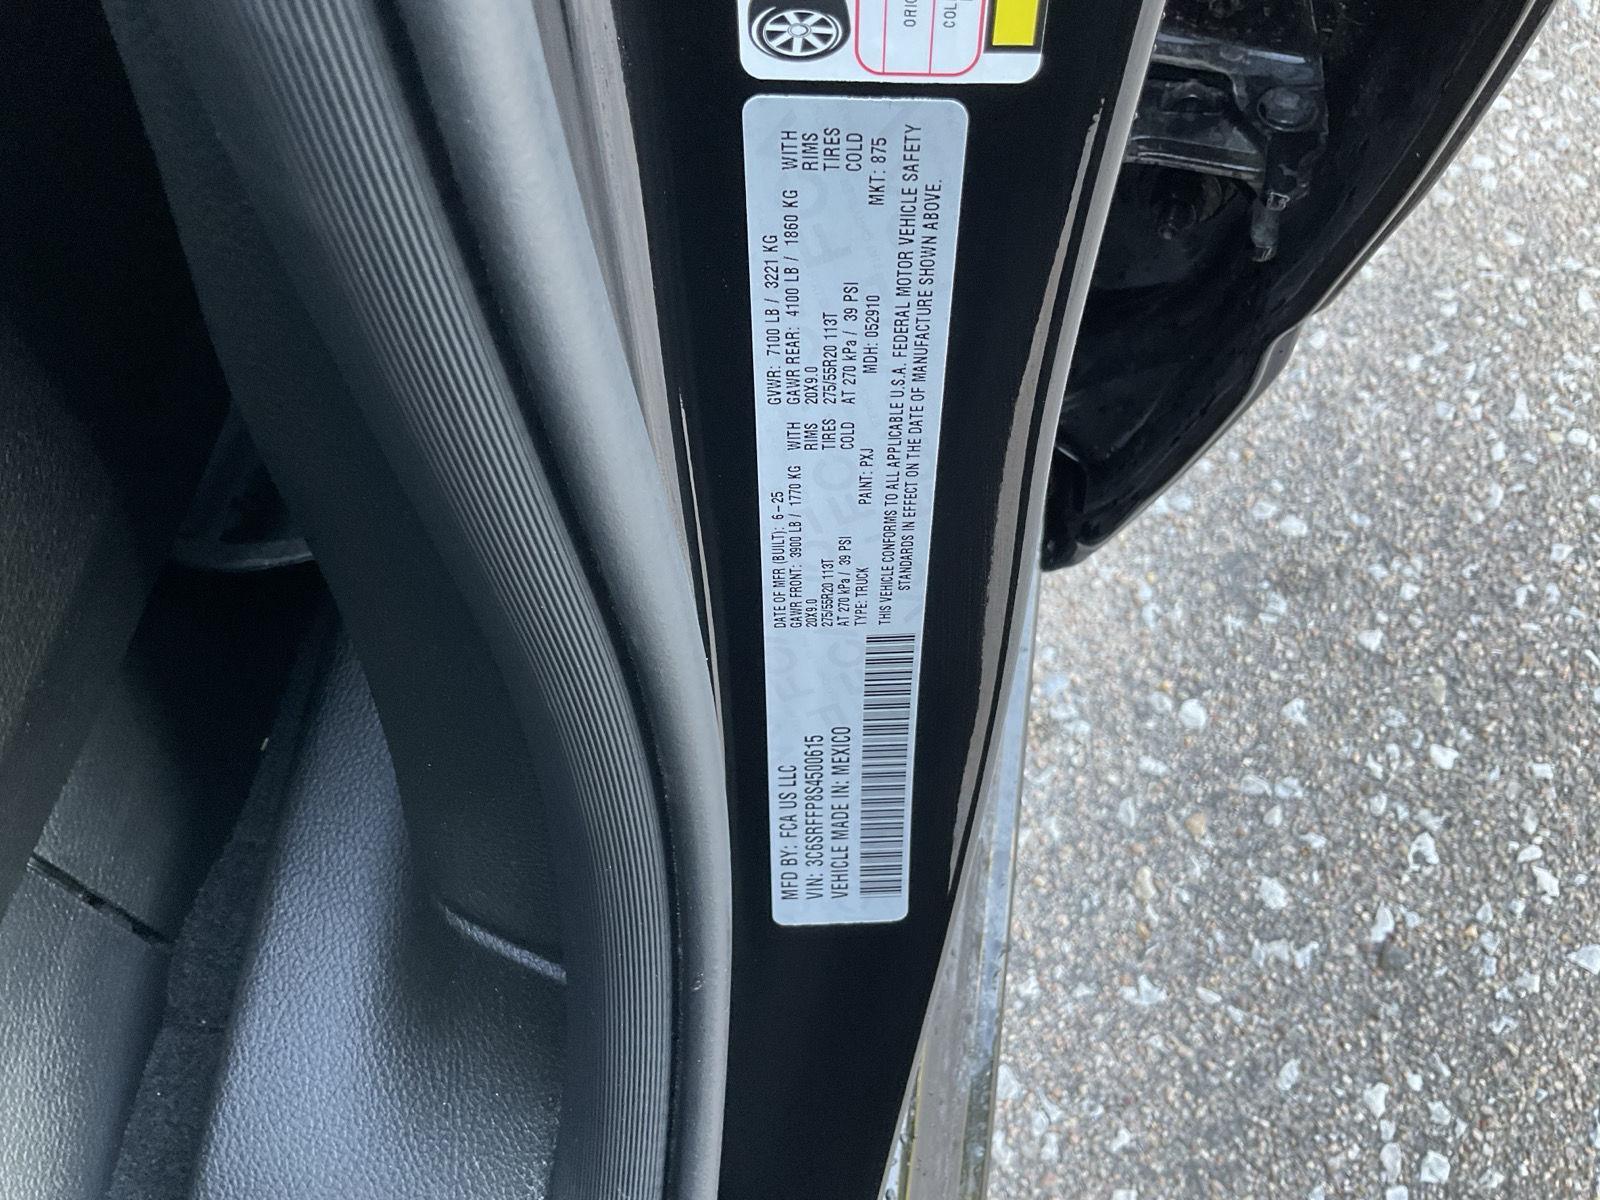 ORIG
COL
MFD BY: FCA US LLC
VIN: 3C6SRFFP8S4500615
VEHICLE MADE IN: MEXICO
DATE OF MFR (BUILT): 6-25 GVWR: 7100 LB / 3221 KG
GAWR FRONT: 3900 LB / 1770 KG WITH GAWR REAR: 4100 LB / 1860 KG WITH
20X9.0 RIMS 20X9.0 RIMS
275/55R20 113T TIRES 275/55R20 113T TIRES
AT 270 kPa / 39 PSI COLD AT 270 kPa / 39 PSI COLD
TYPE: TRUCK PAINT: PXJ MDH: 052910 MKT: 875
THIS VEHICLE CONFORMS TO ALL APPLICABLE U.S.A. FEDERAL MOTOR VEHICLE SAFETY
STANDARDS IN EFFECT ON THE DATE OF MANUFACTURE SHOWN ABOVE.